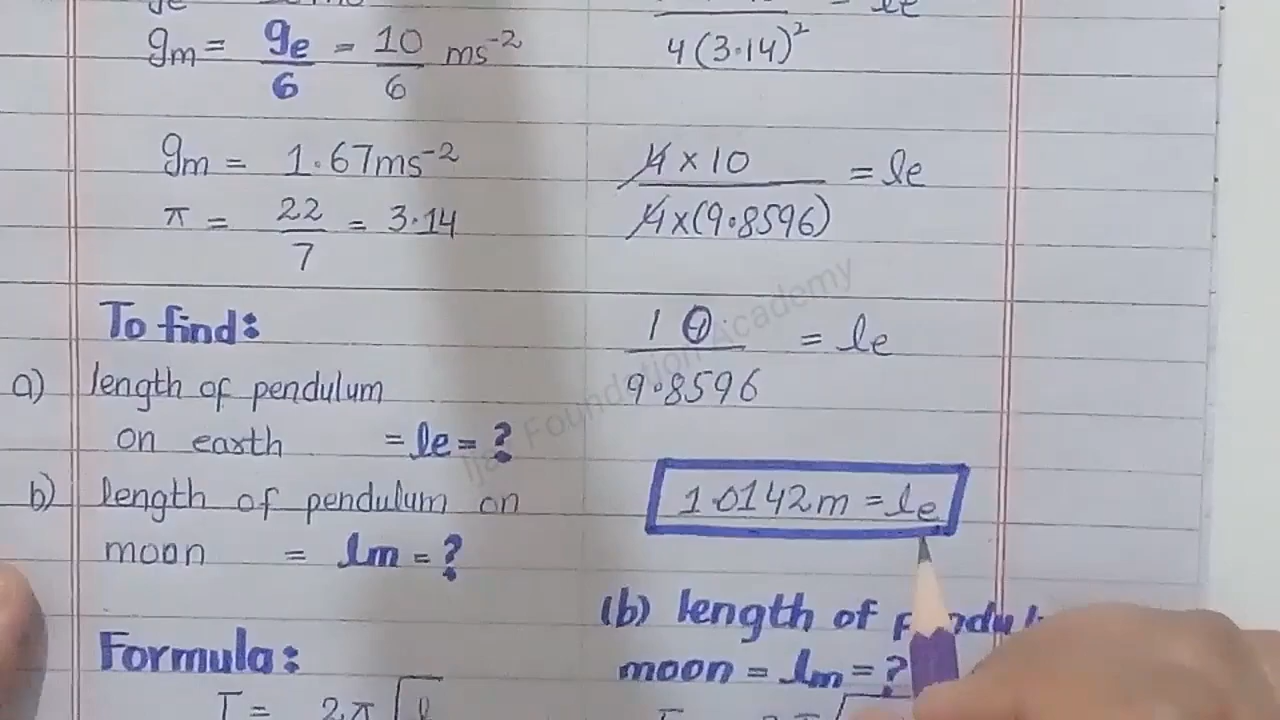 gm = ge/6 = 10/6 ms⁻²
gm = 1.67ms⁻²
π = 22/7 = 3.14
To find:
a) length of pendulum
on earth = le = ?
b) length of pendulum on
moon = lm = ?
Formula:
T = 2π√l
4(3.14)²
4 × 10 / 4×(9.8596) = le
10 / 9.8596 = le
1.0142m = le
(b) length of
moon = lm = ?
Foundation Academy